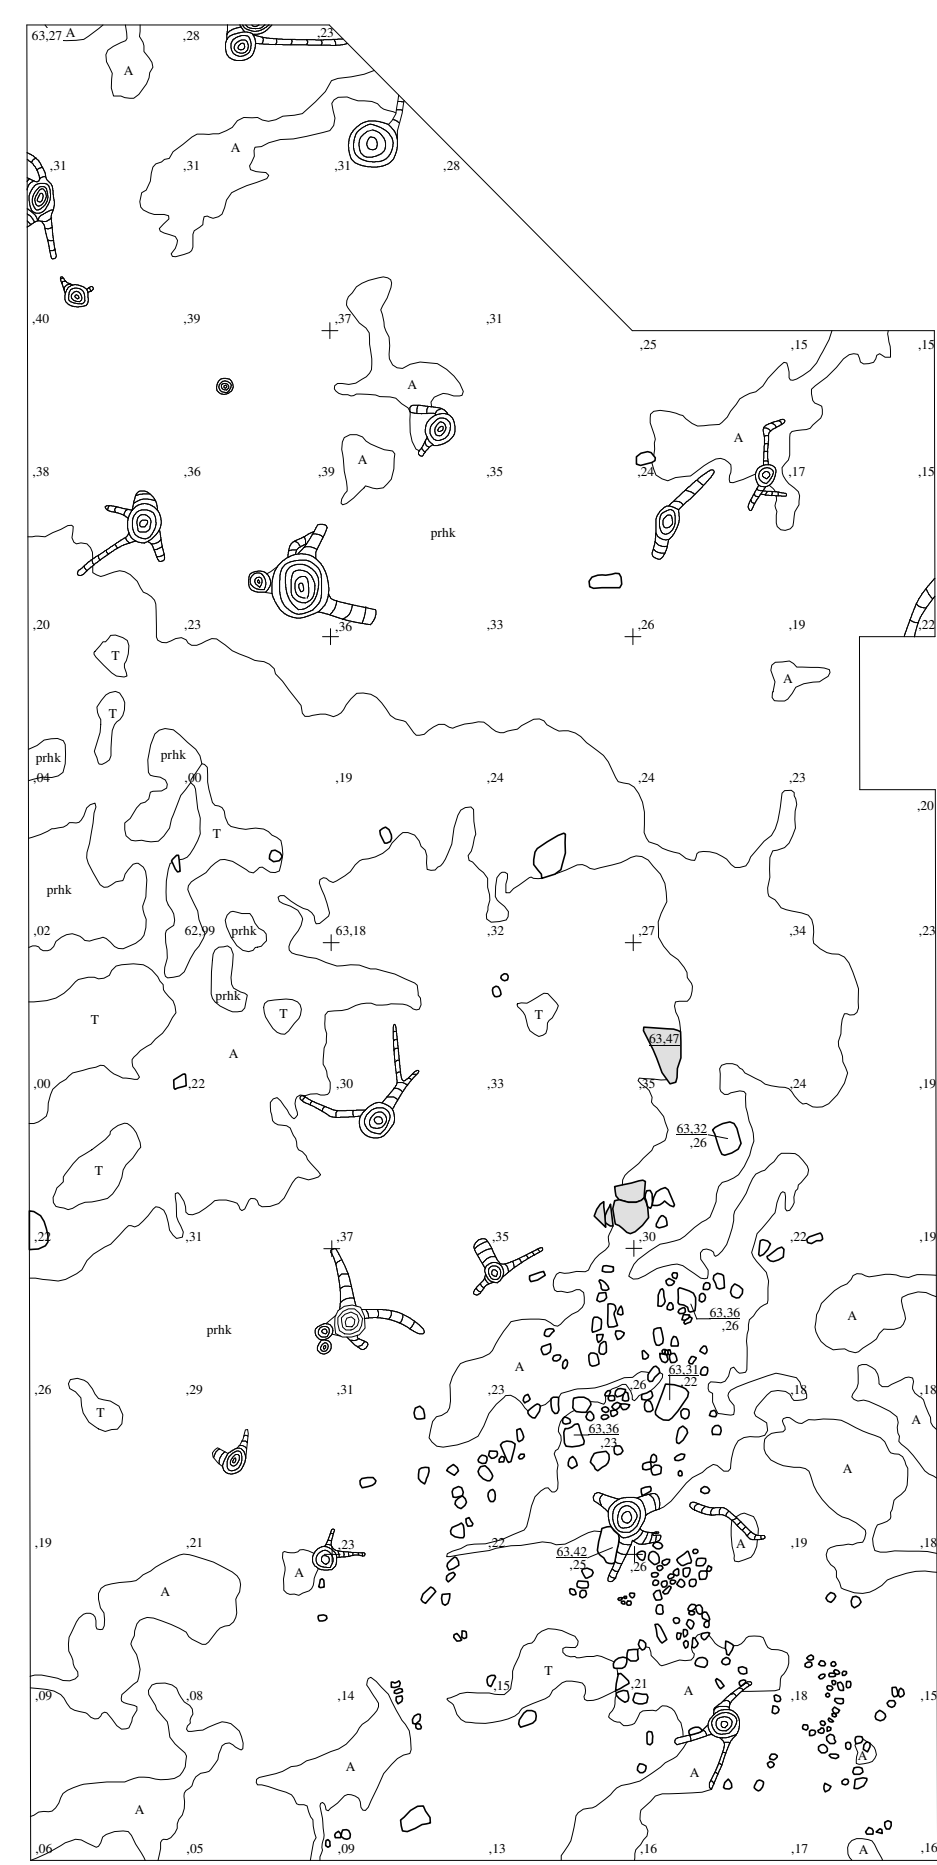 63,27 A ,28 ,23
A
A
,31 ,31 ,31 ,28
,40 ,39 ,37 ,31
,25 ,15 ,15
A
A
A
,38 ,36 ,39 ,35 ,24 ,17 ,15
prhk
,20 ,23 ,36 ,33 ,26 ,19 ,22
T
A
T
prhk prhk
,04 ,00 ,19 ,24 ,24 ,23
,20
T
prhk
,02 62,99 prhk 63,18 ,32 ,27 ,34 ,23
prhk
T T T
63,47
A
,00 ,22 ,30 ,33 ,35 ,24 ,19
63,32
,26
T
,22 ,31 ,37 ,35 ,30 ,22 ,19
63,36
,26
A
prhk
A
63,31
,22
,26 ,29 ,31 ,23 ,26 ,18 ,18
T
A
63,36
,23
A
,19 ,21 ,23 ,22 A ,19 ,18
63,42
,25 ,26
A A
T
,09 ,08 ,14 ,15 ,21 A ,18 ,15
A
A A
A
,06 ,05 ,09 ,13 ,16 ,17 A ,16